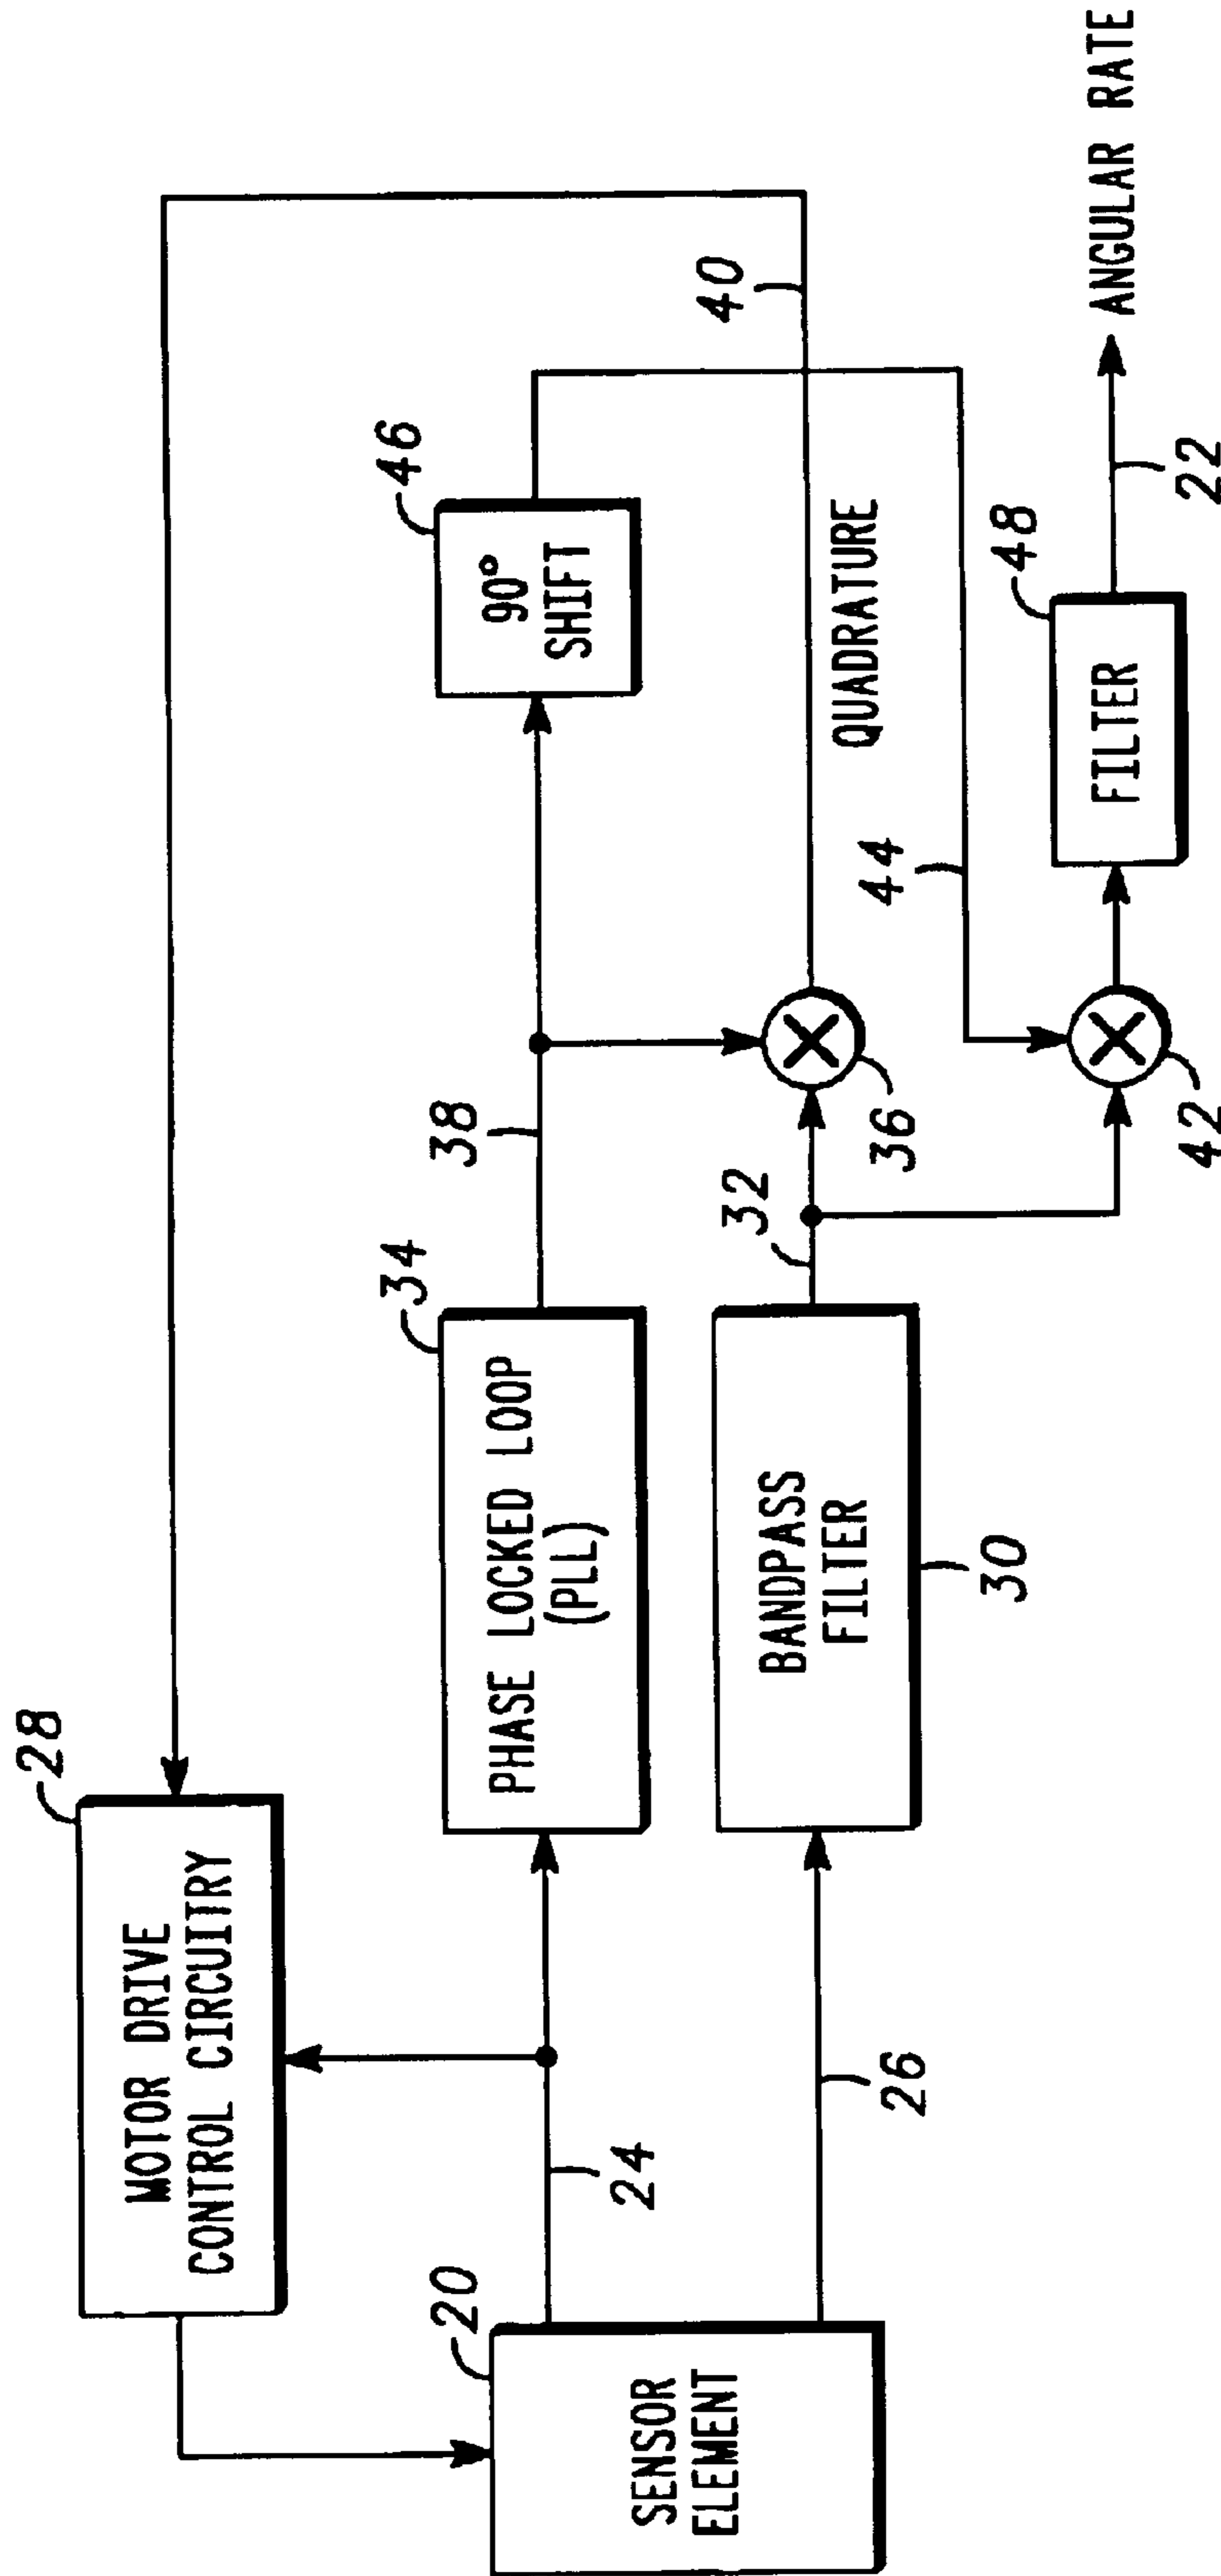 28
MOTOR DRIVE
CONTROL CIRCUITRY
20
SENSOR
ELEMENT
24
26
34
PHASE LOCKED LOOP
(PLL)
BANDPASS
FILTER
30
38
32
36
42
46
90°
SHIFT
40
QUADRATURE
44
48
FILTER
22
ANGULAR RATE